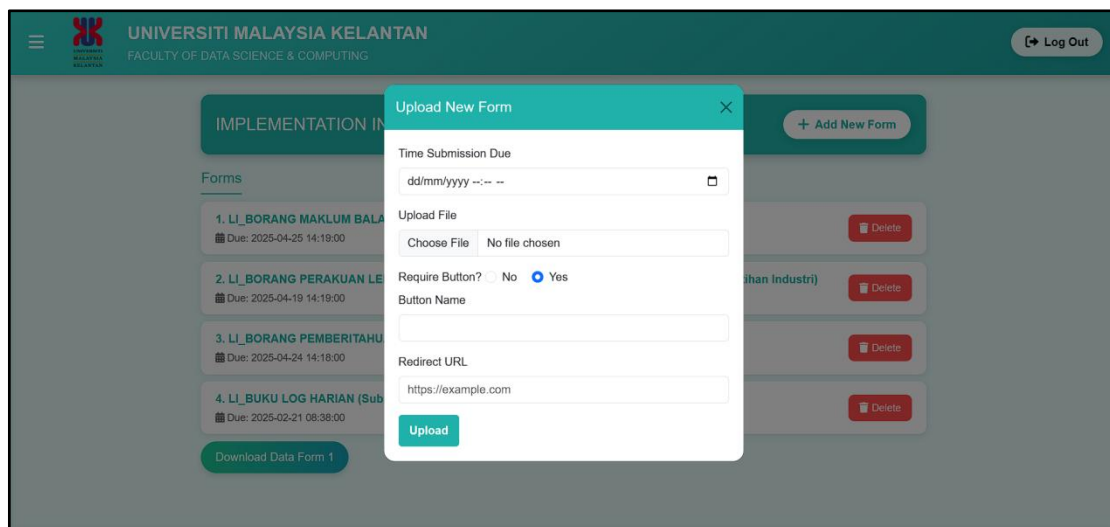 UNIVERSITI MALAYSIA KELANTAN
FACULTY OF DATA SCIENCE & COMPUTING
UNIVERSITI
MALAYSIA
KELANTAN
Log Out
IMPLEMENTATION IN
+ Add New Form
Upload New Form
Time Submission Due
dd/mm/yyyy --:-- --
Upload File
Choose File No file chosen
Require Button? No Yes
Button Name
Redirect URL
https://example.com
Upload
Forms
1. LI_BORANG MAKLUM BALA
Due: 2025-04-25 14:19:00
Delete
2. LI_BORANG PERAKUAN LE ihan Industri)
Due: 2025-04-19 14:19:00
Delete
3. LI_BORANG PEMBERITAHU
Due: 2025-04-24 14:18:00
Delete
4. LI_BUKU LOG HARIAN (Sub
Due: 2025-02-21 08:38:00
Delete
Download Data Form 1